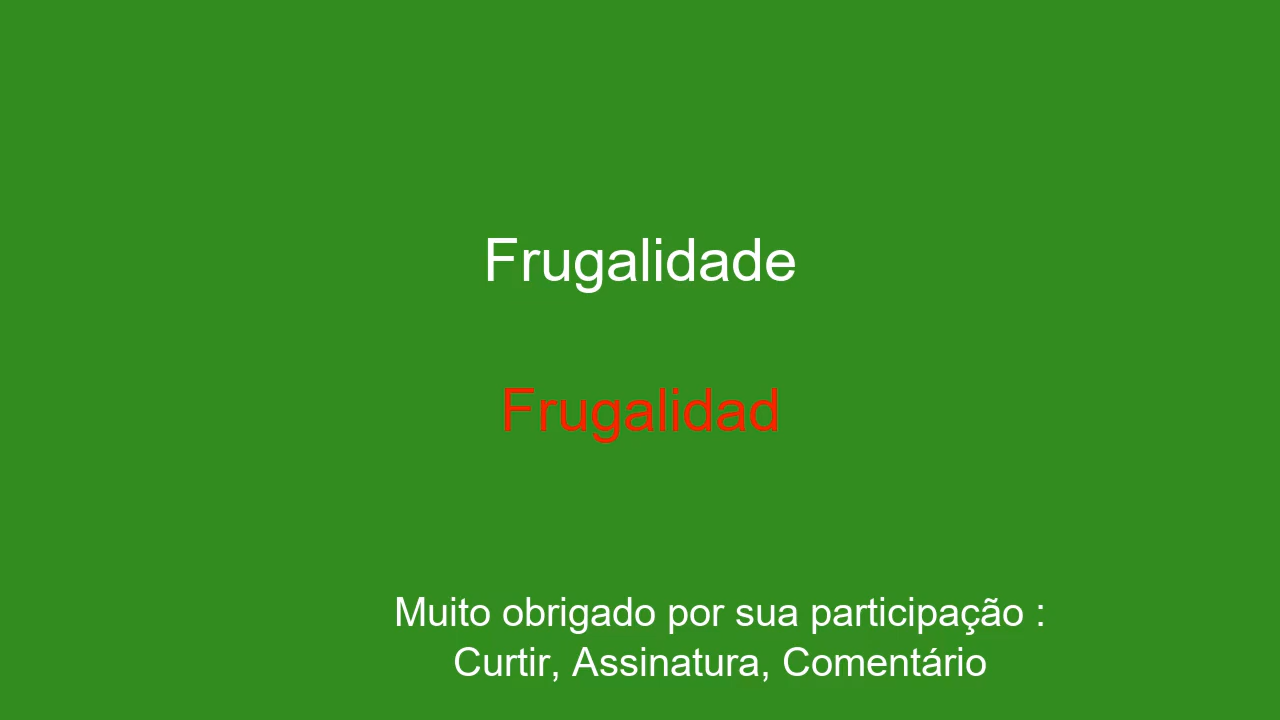 Frugalidade
Frugalidad
Muito obrigado por sua participação :
Curtir, Assinatura, Comentário